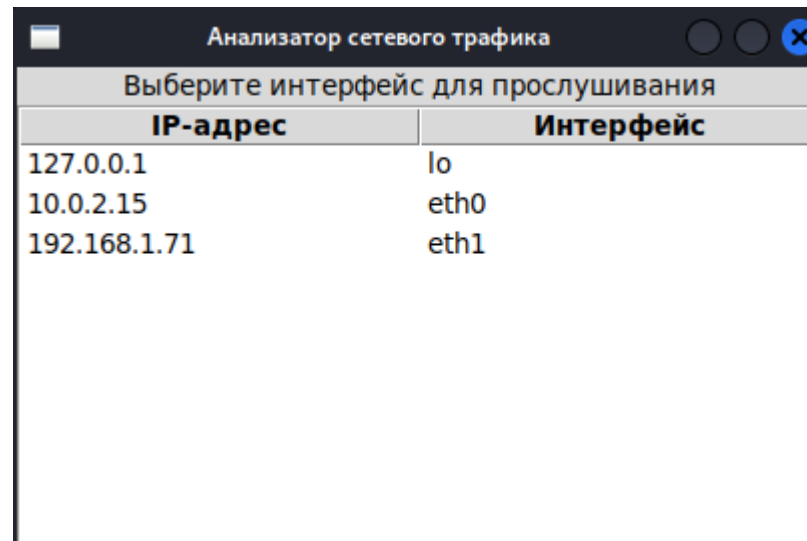 Анализатор сетевого трафика
Выберите интерфейс для прослушивания
IP-адрес Интерфейс
127.0.0.1 lo
10.0.2.15 eth0
192.168.1.71 eth1